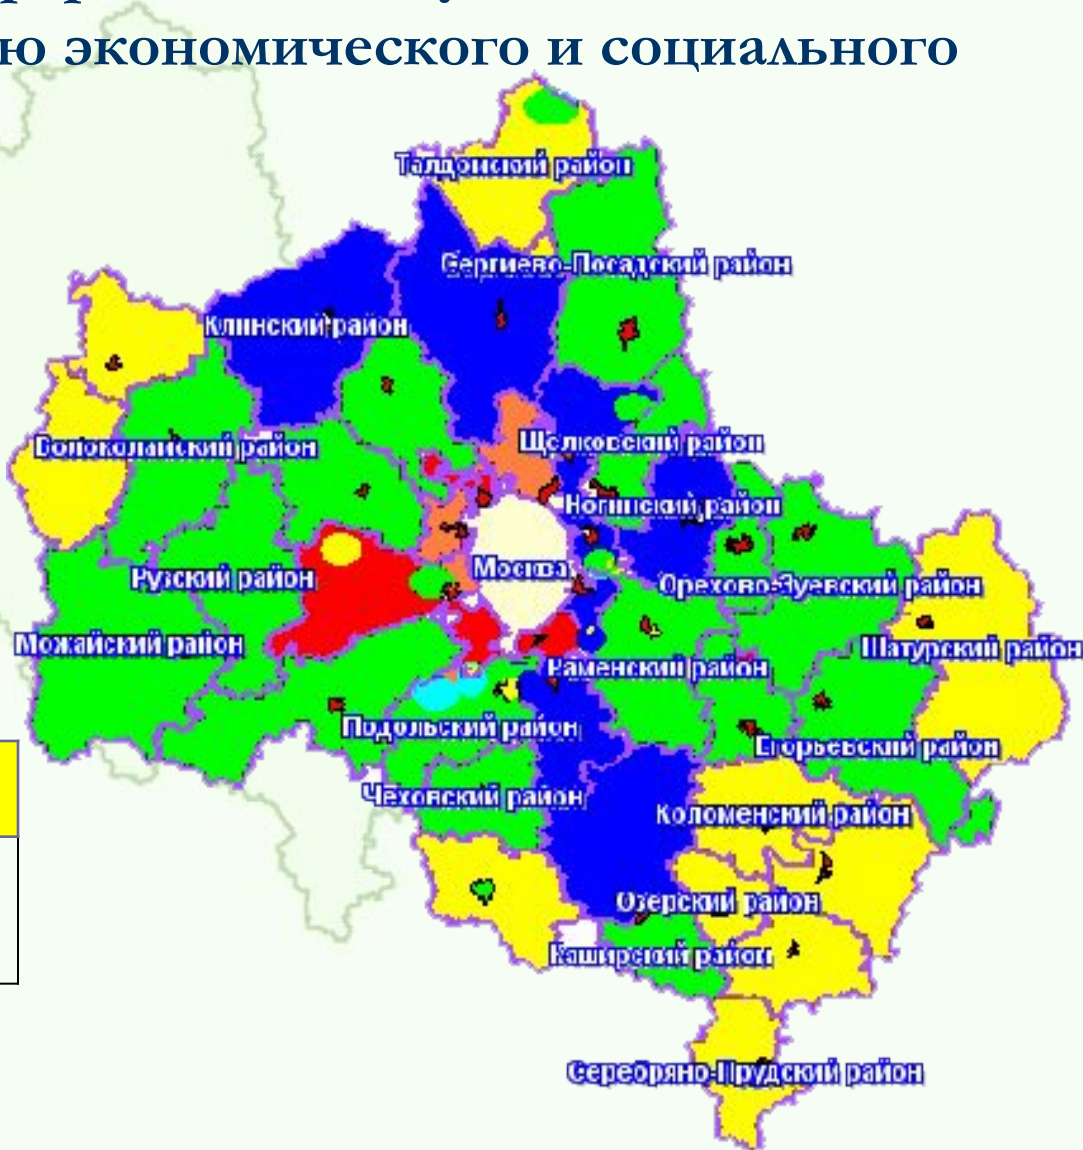 ю экономического и социального
Талдомский район
Сергиево-Посадский район
Клинский район
Щёлковский район
Волоколамский район
Ногинский район
Москва
Рузский район
Орехово-Зуевский район
Можайский район
Шатурский район
Раменский район
Подольский район
Егорьевский район
Чеховский район
Коломенский район
Озерский район
Каширский район
Серебряно-Прудский район